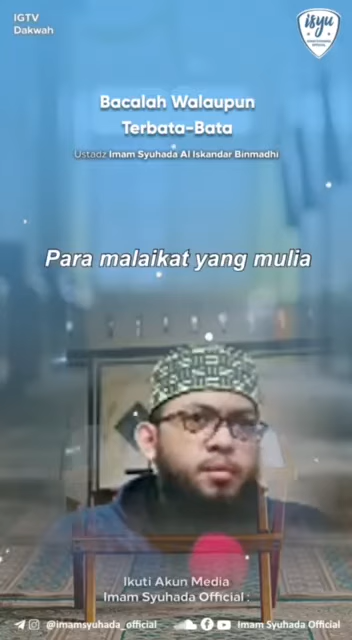 IGTV
Dakwah
isyu
Bacalah Walaupun
Terbata-Bata
Ustadz Imam Syuhada Al Iskandar Binmadhi
Para malaikat yang mulia
Ikuti Akun Media
Imam Syuhada Official :
@imamsyuhada_official
Imam Syuhada Official